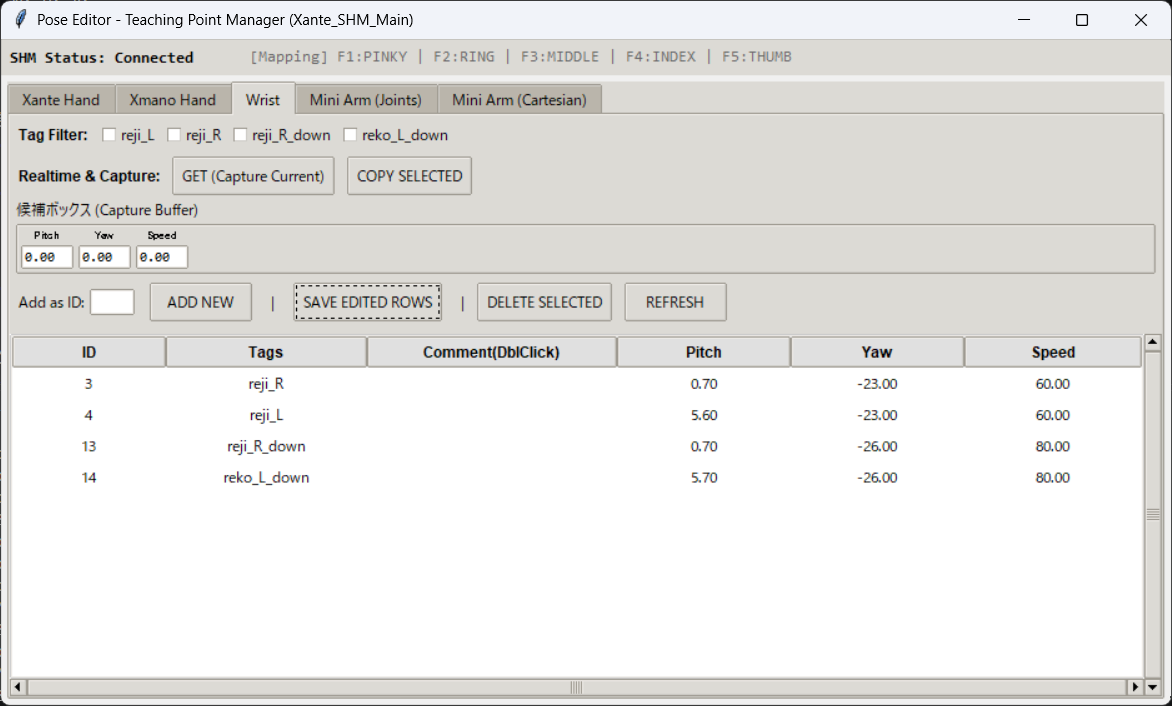 Pose Editor - Teaching Point Manager (Xante_SHM_Main)
SHM Status: Connected [Mapping] F1:PINKY | F2:RING | F3:MIDDLE | F4:INDEX | F5:THUMB
Xante Hand Xmano Hand Wrist Mini Arm (Joints) Mini Arm (Cartesian)
Tag Filter: reji_L reji_R reji_R_down reko_L_down
Realtime & Capture: GET (Capture Current) COPY SELECTED
候補ボックス (Capture Buffer)
Pitch Yaw Speed
0.00 0.00 0.00
Add as ID: ADD NEW | SAVE EDITED ROWS | DELETE SELECTED REFRESH
ID Tags Comment(DblClick) Pitch Yaw Speed
3 reji_R 0.70 -23.00 60.00
4 reji_L 5.60 -23.00 60.00
13 reji_R_down 0.70 -26.00 80.00
14 reko_L_down 5.70 -26.00 80.00